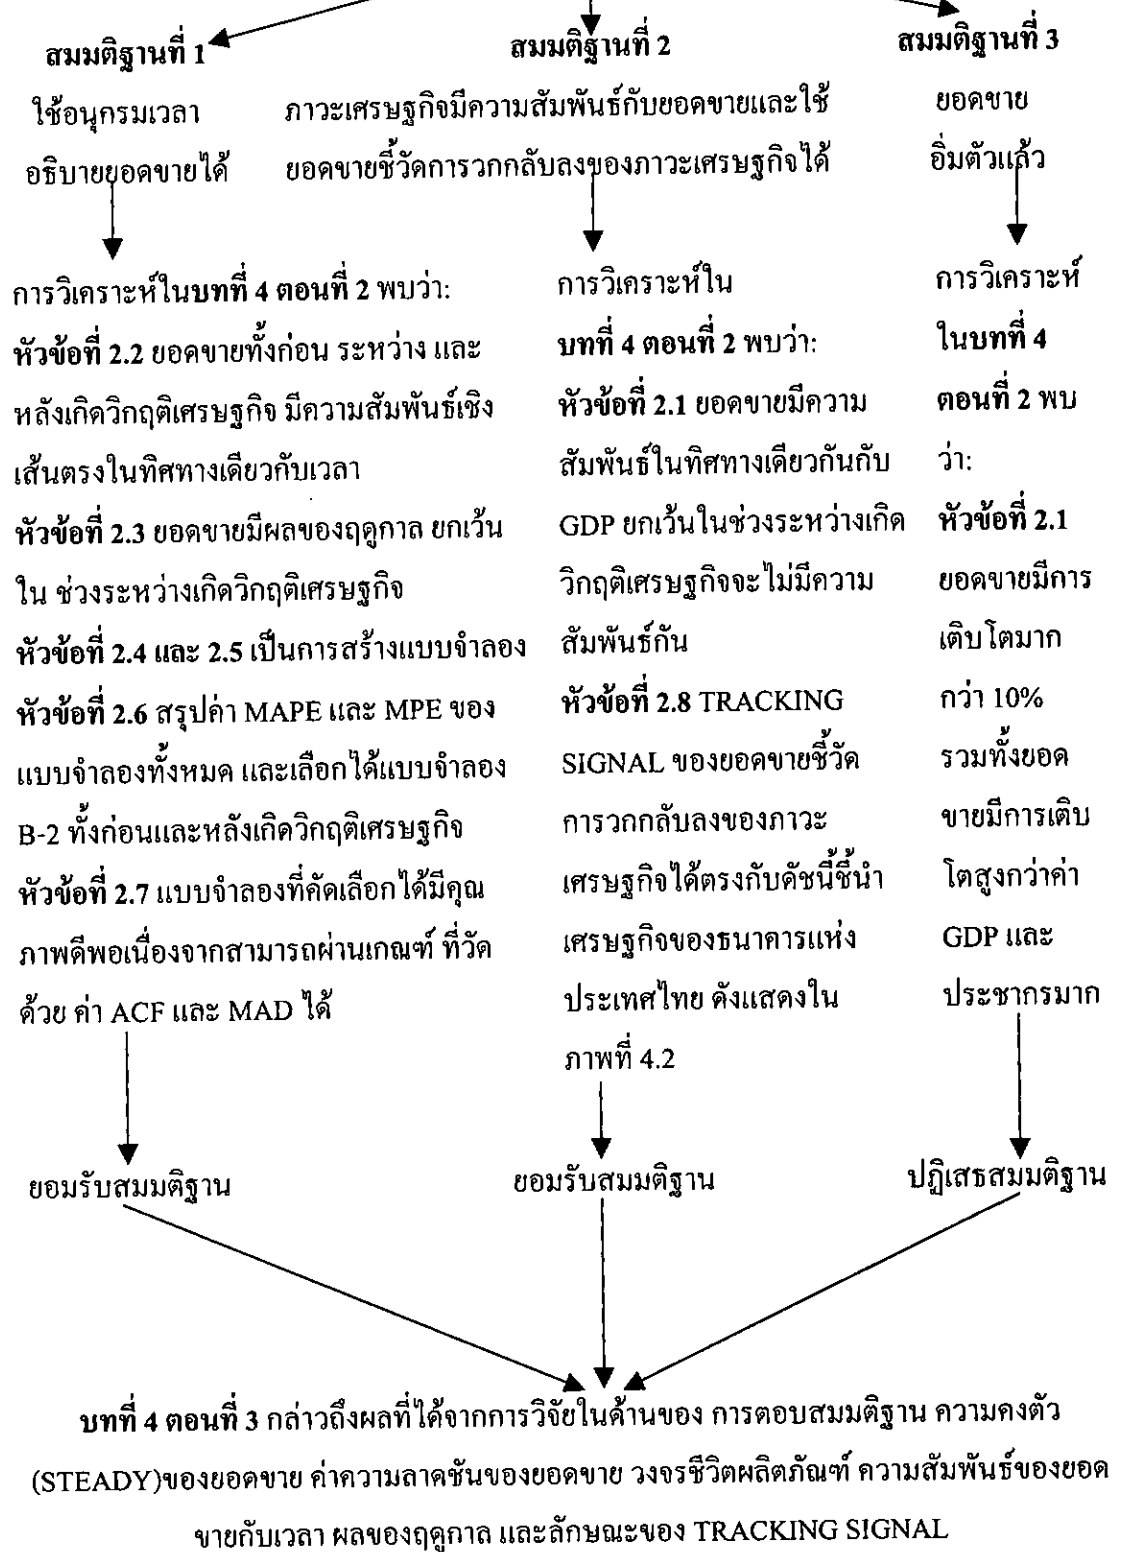 สมมติฐานที่ 1
ใช้อนุกรมเวลา
อธิบายยอดขายได้
สมมติฐานที่ 2
ภาวะเศรษฐกิจมีความสัมพันธ์กับยอดขายและใช้
ยอดขายชี้วัดการวกกลับลงของภาวะเศรษฐกิจได้
สมมติฐานที่ 3
ยอดขาย
อิ่มตัวแล้ว
การวิเคราะห์ในบทที่ 4 ตอนที่ 2 พบว่า:
หัวข้อที่ 2.2 ยอดขายทั้งก่อน ระหว่าง และ
หลังเกิดวิกฤติเศรษฐกิจ มีความสัมพันธ์เชิง
เส้นตรงในทิศทางเดียวกับเวลา
หัวข้อที่ 2.3 ยอดขายมีผลของฤดูกาล ยกเว้น
ใน ช่วงระหว่างเกิดวิกฤติเศรษฐกิจ
หัวข้อที่ 2.4 และ 2.5 เป็นการสร้างแบบจำลอง
หัวข้อที่ 2.6 สรุปค่า MAPE และ MPE ของ
แบบจำลองทั้งหมด และเลือกได้แบบจำลอง
B-2 ทั้งก่อนและหลังเกิดวิกฤติเศรษฐกิจ
หัวข้อที่ 2.7 แบบจำลองที่คัดเลือกได้มีคุณ
ภาพดีพอเนื่องจากสามารถผ่านเกณฑ์ ที่วัด
ด้วย ค่า ACF และ MAD ได้
การวิเคราะห์ใน
บทที่ 4 ตอนที่ 2 พบว่า:
หัวข้อที่ 2.1 ยอดขายมีความ
สัมพันธ์ในทิศทางเดียวกันกับ
GDP ยกเว้นในช่วงระหว่างเกิด
วิกฤติเศรษฐกิจจะไม่มีความ
สัมพันธ์กัน
หัวข้อที่ 2.8 TRACKING
SIGNAL ของยอดขายชี้วัด
การวกกลับลงของภาวะ
เศรษฐกิจได้ตรงกับดัชนี้ชี้นำ
เศรษฐกิจของธนาคารแห่ง
ประเทศไทย ดังแสดงใน
ภาพที่ 4.2
การวิเคราะห์
ในบทที่ 4
ตอนที่ 2 พบ
ว่า:
หัวข้อที่ 2.1
ยอดขายมีการ
เติบโตมาก
กว่า 10%
รวมทั้งยอด
ขายมีการเติบ
โตสูงกว่าค่า
GDP และ
ประชากรมาก
ยอมรับสมมติฐาน
ยอมรับสมมติฐาน
ปฏิเสธสมมติฐาน
บทที่ 4 ตอนที่ 3 กล่าวถึงผลที่ได้จากการวิจัยในด้านของ การตอบสมมติฐาน ความคงตัว
(STEADY)ของยอดขาย ค่าความลาดชันของยอดขาย วงจรชีวิตผลิตภัณฑ์ ความสัมพันธ์ของยอด
ขายกับเวลา ผลของฤดูกาล และลักษณะของ TRACKING SIGNAL